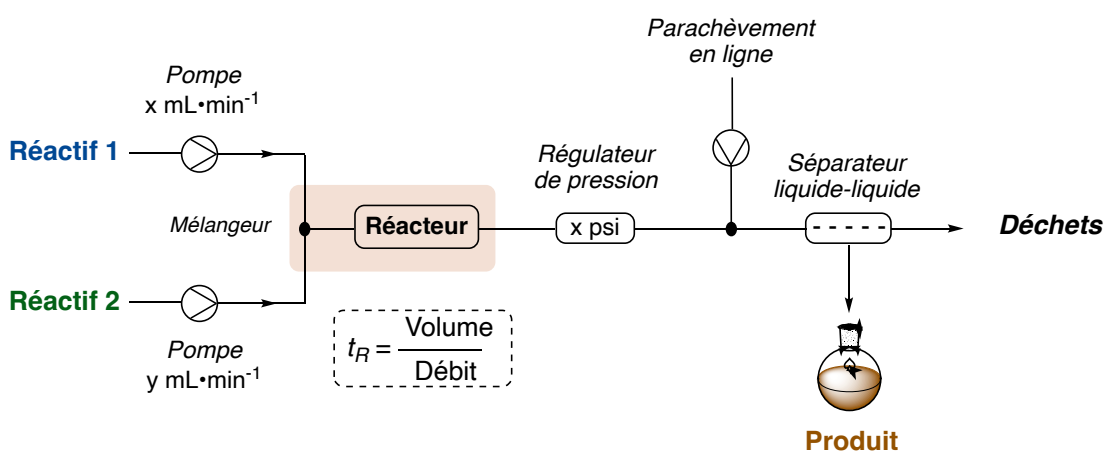 Parachèvement
en ligne
Pompe
x mL•min-1
Réactif 1
Régulateur
de pression
Séparateur
liquide-liquide
Mélangeur
Réacteur
x psi
Déchets
Réactif 2
Pompe
y mL•min-1
tR = Volume
Débit
Produit